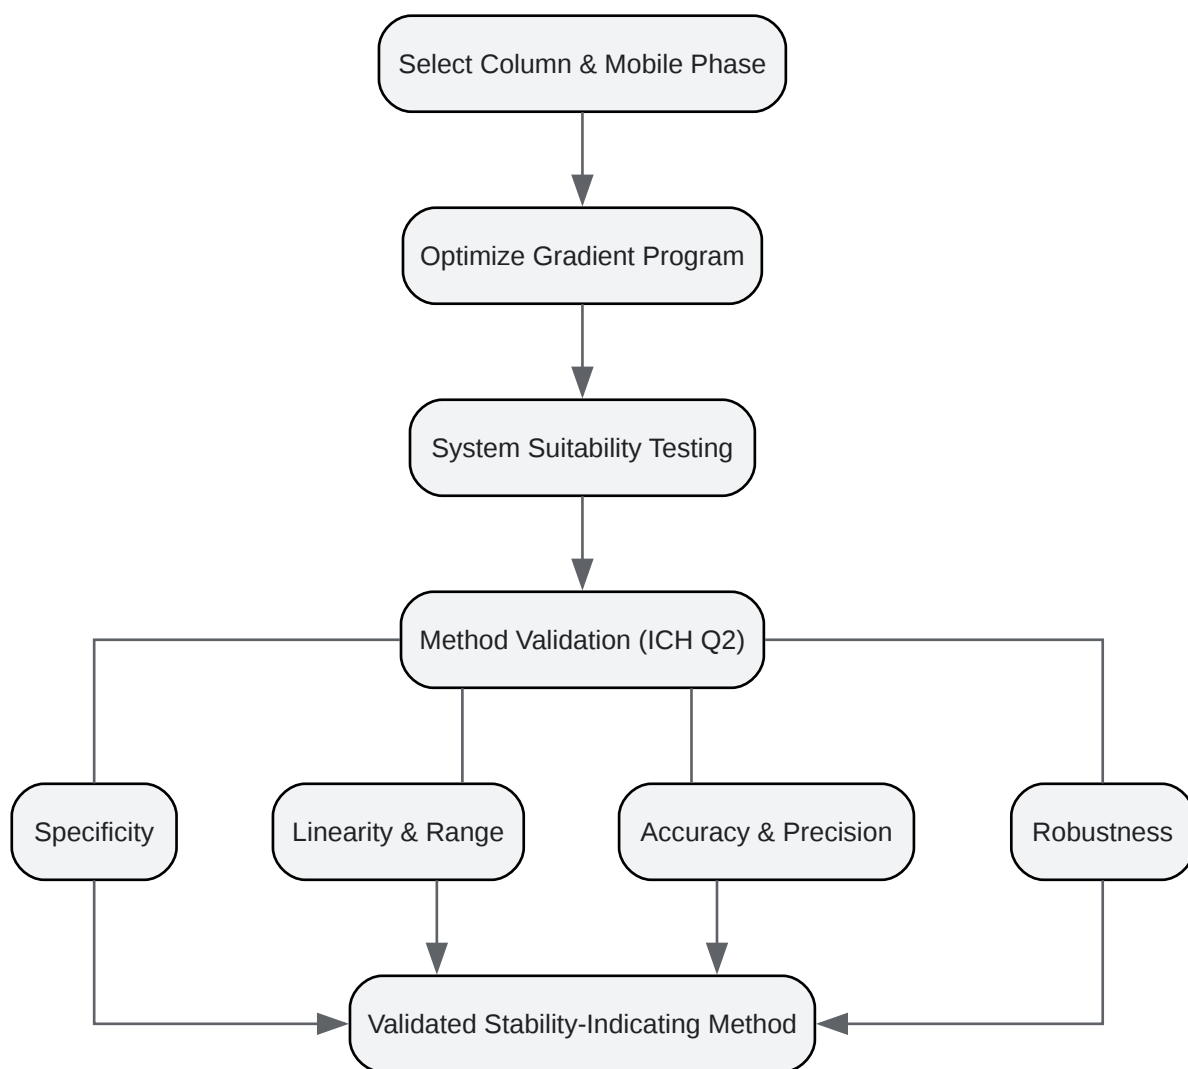 Select Column & Mobile Phase
Optimize Gradient Program
System Suitability Testing
Method Validation (ICH Q2)
Specificity
Linearity & Range
Accuracy & Precision
Robustness
Validated Stability-Indicating Method